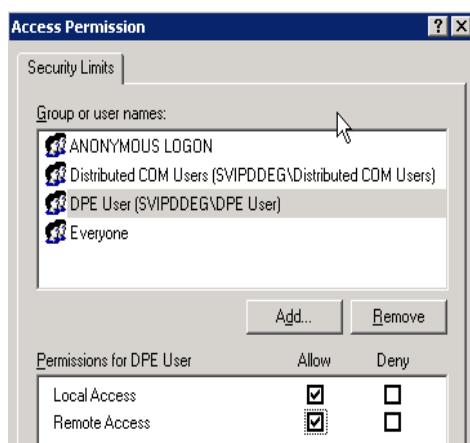 Access Permission
Security Limits
Group or user names:
ANONYMOUS LOGON
Distributed COM Users (SVIPDDEG\Distributed COM Users)
DPE User (SVIPDDEG\DPE User)
Everyone
Add... Remove
Permissions for DPE User Allow Deny
Local Access
Remote Access